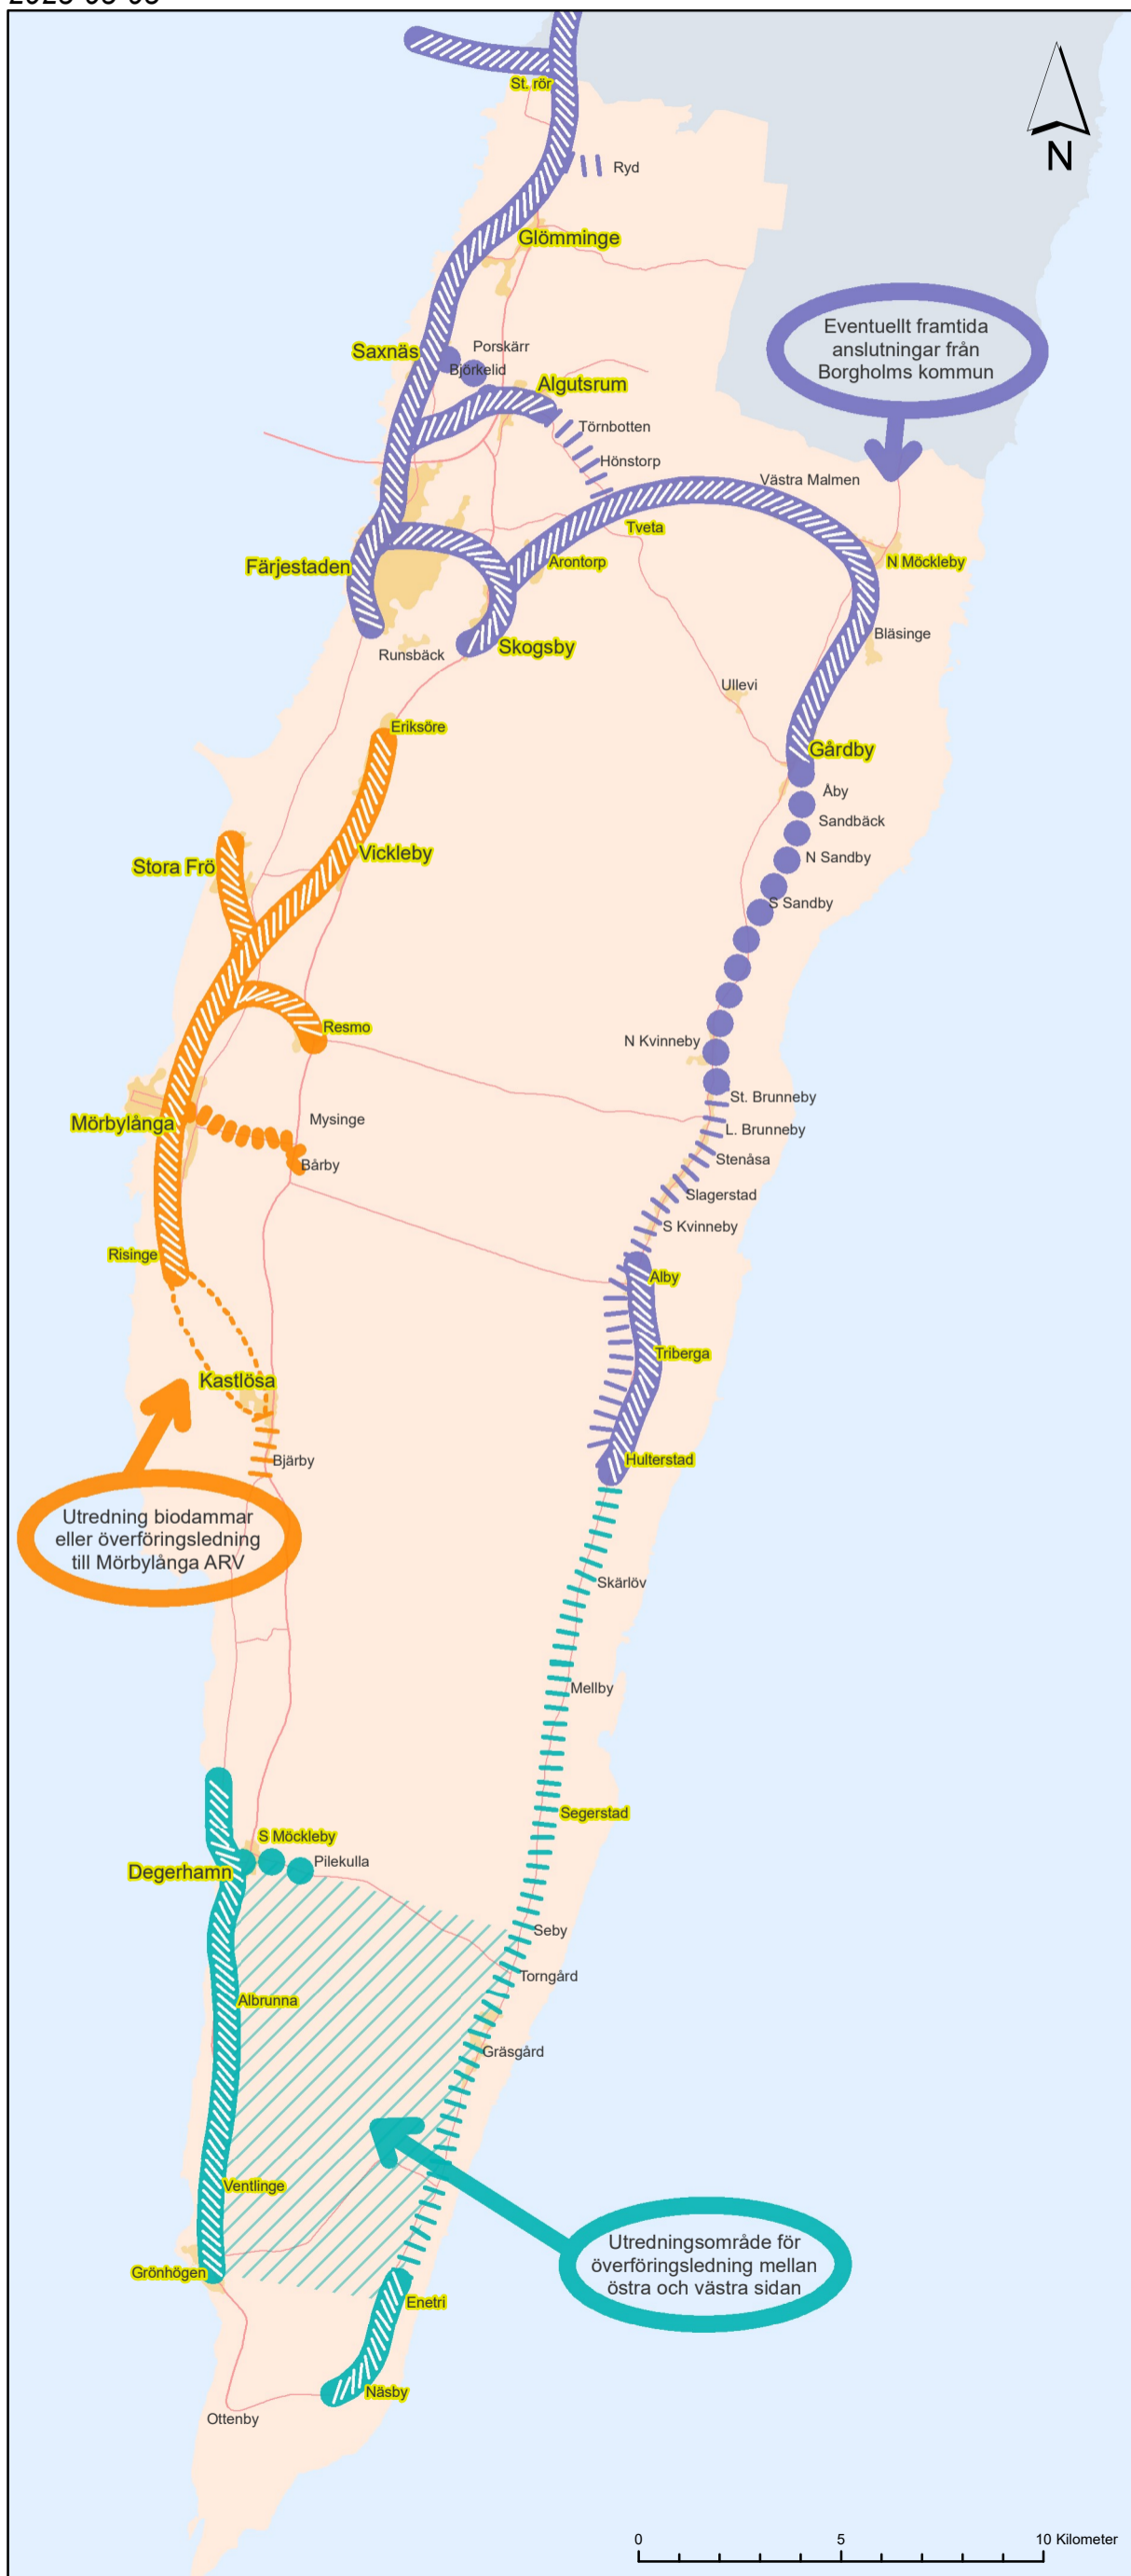 St. rör
N
Ryd
Glömminge
Eventuellt framtida
anslutningar från
Borgholms kommun
Saxnäs
Porskärr
Björkelid
Algutsrum
Törnbotten
Hönstorp
Västra Malmen
Tveta
Färjestaden
Arontorp
N Möckleby
Bläsinge
Skogsby
Runsbäck
Ullevi
Eriksöre
Gårdby
Åby
Sandbäck
Vickleby
N Sandby
Stora Frö
S Sandby
Resmo
N Kvinneby
St. Brunneby
Mörbylånga
Mysinge
L. Brunneby
Stenåsa
Bårby
Slagerstad
S Kvinneby
Risinge
Alby
Triberga
Kastlösa
Hulterstad
Bjärby
Utredning biodammar
eller överföringsledning
till Mörbylånga ARV
Skärlöv
Mellby
Segerstad
S Möckleby
Pilekulla
Degerhamn
Seby
Torngård
Albrunna
Gräsgård
Ventlinge
Utredningsområde för
överföringsledning mellan
östra och västra sidan
Grönhögen
Enetri
Näsby
Ottenby
0 5 10 Kilometer